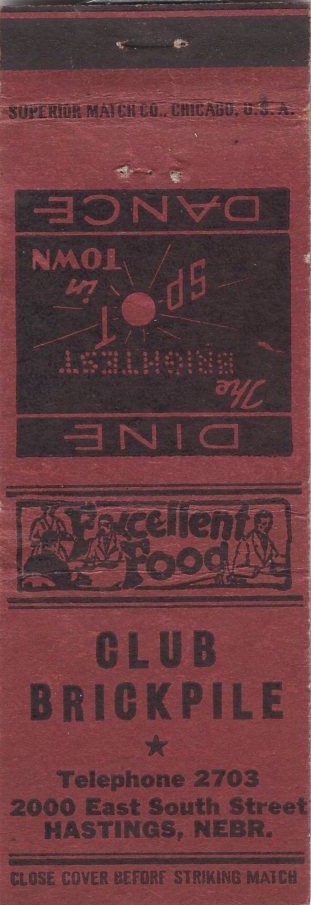 SUPERIOR MATCH CO., CHICAGO, U.S.A.
DINE
The
BRIGHTEST
SPOT
in
TOWN
DANCE
Excellent
Food
CLUB
BRICKPILE
Telephone 2703
2000 East South Street
HASTINGS, NEBR.
CLOSE COVER BEFORE STRIKING MATCH